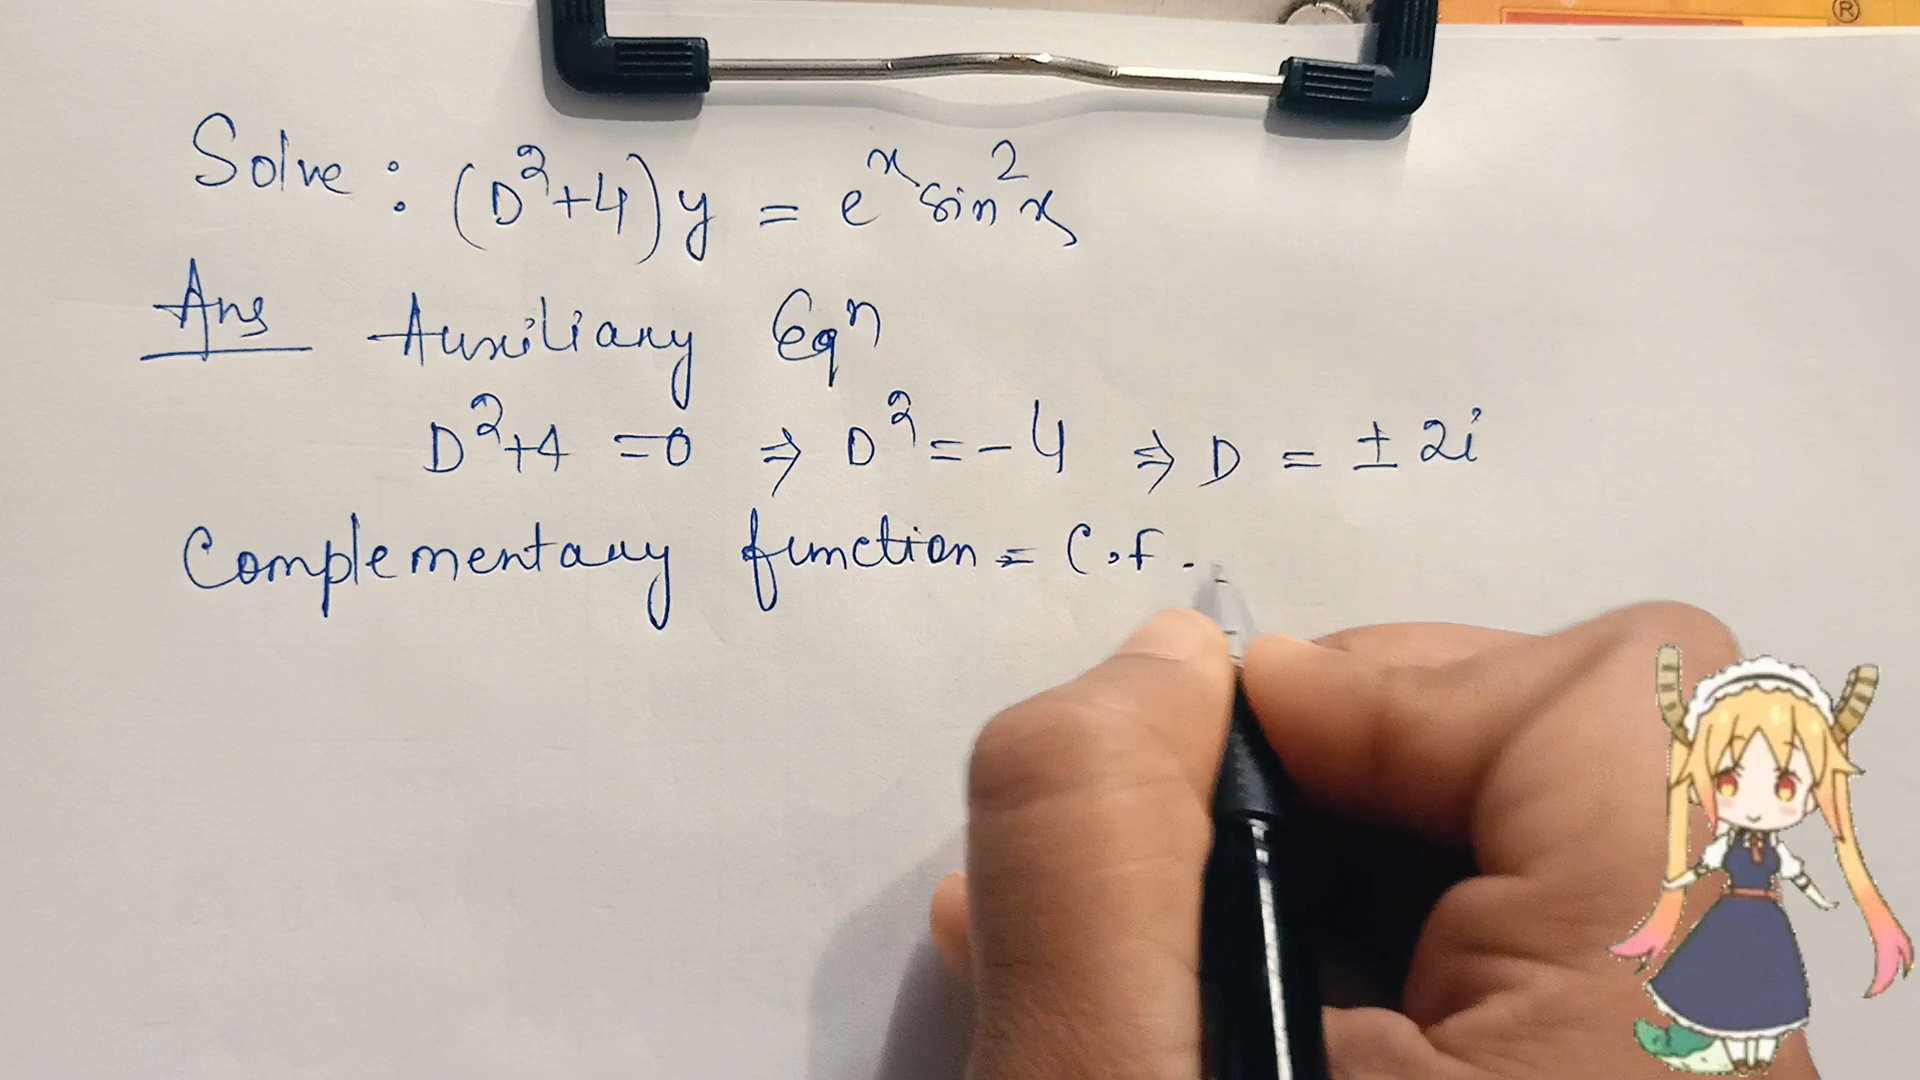 ®
Solve : (D²+4)y = eˣ sin²x
Ans Auxiliary Eqⁿ
D²+4 =0 ⇒ D²=-4 ⇒ D = ± 2i
Complementary function = C.F.